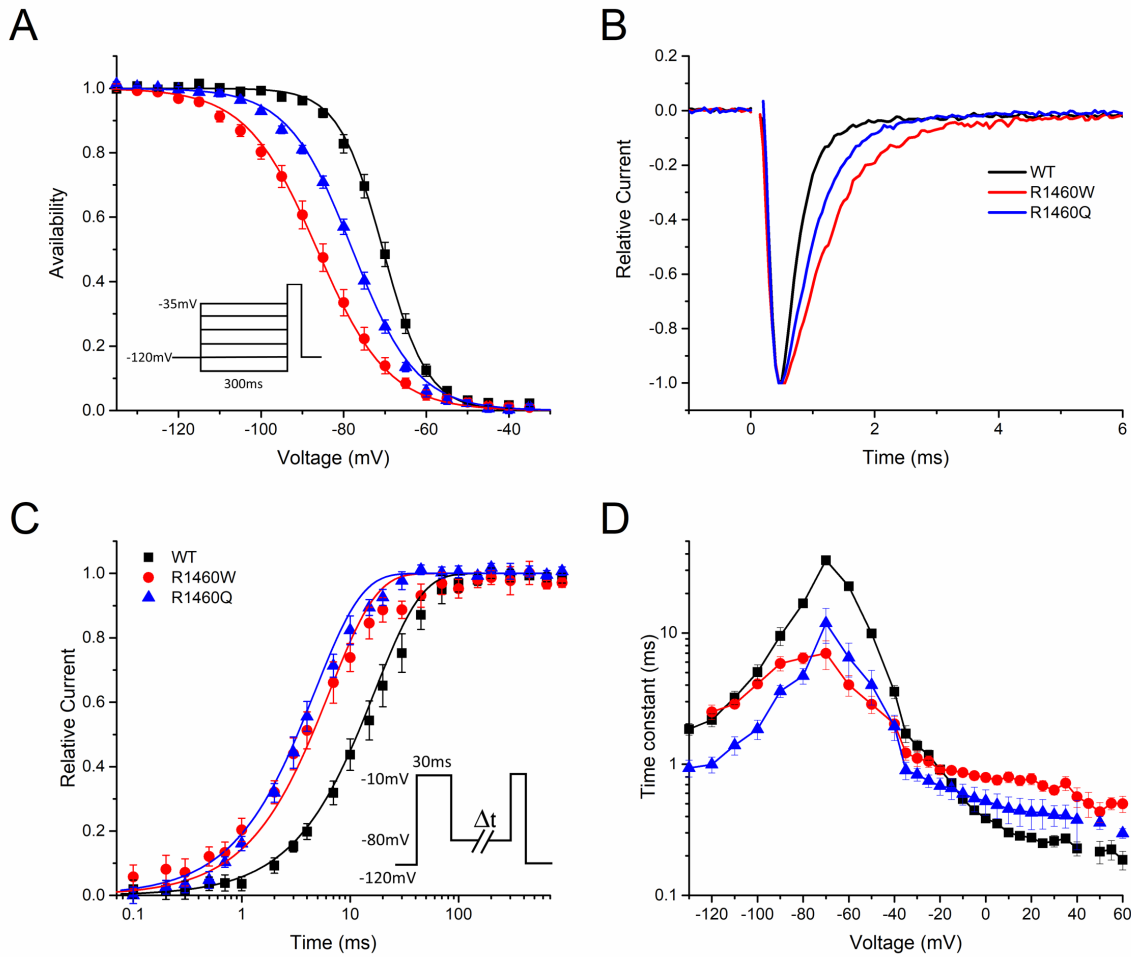 A
Availability
1.0
0.8
0.6
0.4
0.2
0.0
-35mV
-120mV
300ms
-120 -100 -80 -60 -40
Voltage (mV)
B
Relative Current
0.2
0.0
-0.2
-0.4
-0.6
-0.8
-1.0
WT
R1460W
R1460Q
0 2 4 6
Time (ms)
C
WT
R1460W
R1460Q
Relative Current
1.0
0.8
0.6
0.4
0.2
0.0
30ms
-10mV
Δt
-80mV
-120mV
0.1 1 10 100
Time (ms)
D
Time constant (ms)
10
1
0.1
-120 -100 -80 -60 -40 -20 0 20 40 60
Voltage (mV)